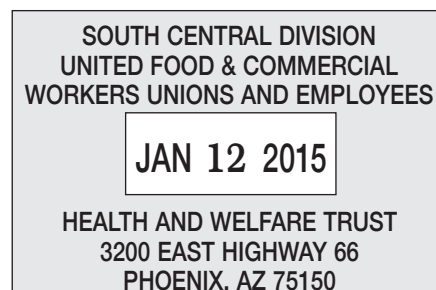 SOUTH CENTRAL DIVISION
UNITED FOOD & COMMERCIAL
WORKERS UNIONS AND EMPLOYEES
JAN 12 2015
HEALTH AND WELFARE TRUST
3200 EAST HIGHWAY 66
PHOENIX, AZ 75150